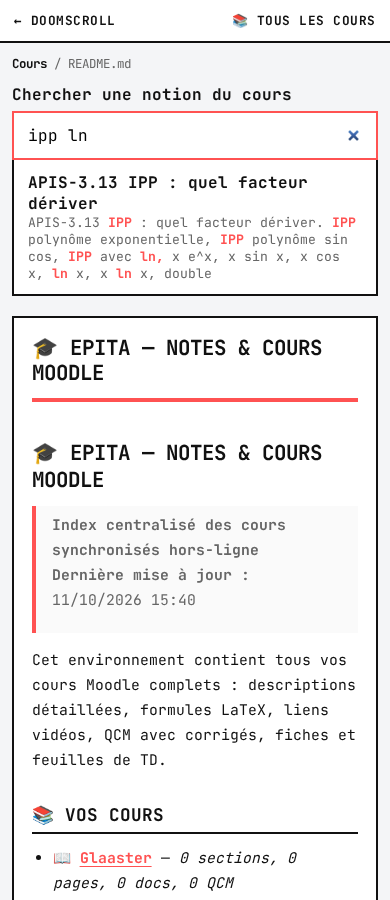 ← DOOMSCROLL
📚 TOUS LES COURS
Cours / README.md
Chercher une notion du cours
ipp ln
×
APIS-3.13 IPP : quel facteur
dériver
APIS-3.13 IPP : quel facteur dériver. IPP
polynôme exponentielle, IPP polynôme sin
cos, IPP avec ln, x e^x, x sin x, x cos
x, ln x, x ln x, double
🎓 EPITA — NOTES & COURS
MOODLE
🎓 EPITA — NOTES & COURS
MOODLE
Index centralisé des cours
synchronisés hors-ligne
Dernière mise à jour :
11/10/2026 15:40
Cet environnement contient tous vos
cours Moodle complets : descriptions
détaillées, formules LaTeX, liens
vidéos, QCM avec corrigés, fiches et
feuilles de TD.
📚 VOS COURS
• 📖 Glaaster — 0 sections, 0
pages, 0 docs, 0 QCM